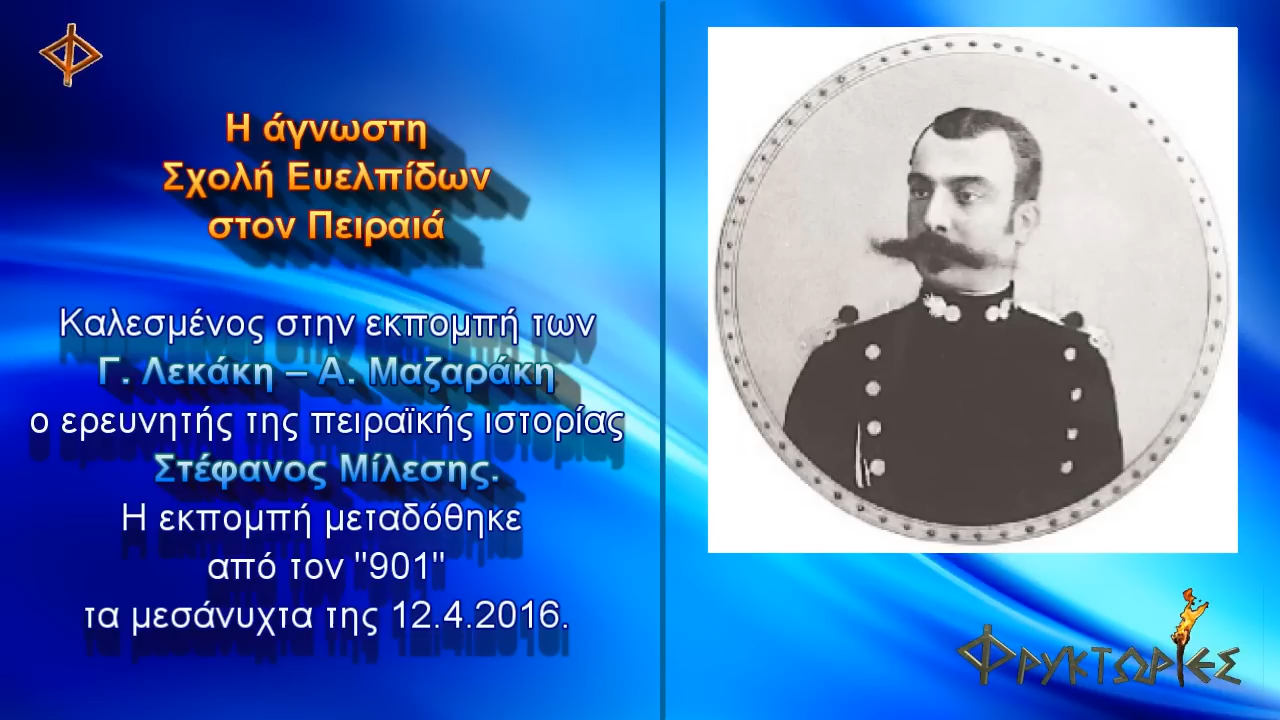 Η άγνωστη
Σχολή Ευελπίδων
στον Πειραιά
Καλεσμένος στην εκπομπή των
Γ. Λεκάκη – Α. Μαζαράκη
ο ερευνητής της πειραϊκής ιστορίας
Στέφανος Μίλεσης.
Η εκπομπή μεταδόθηκε
από τον "901"
τα μεσάνυχτα της 12.4.2016.
ΦΡΥΚΤΩΡΙΕΣ